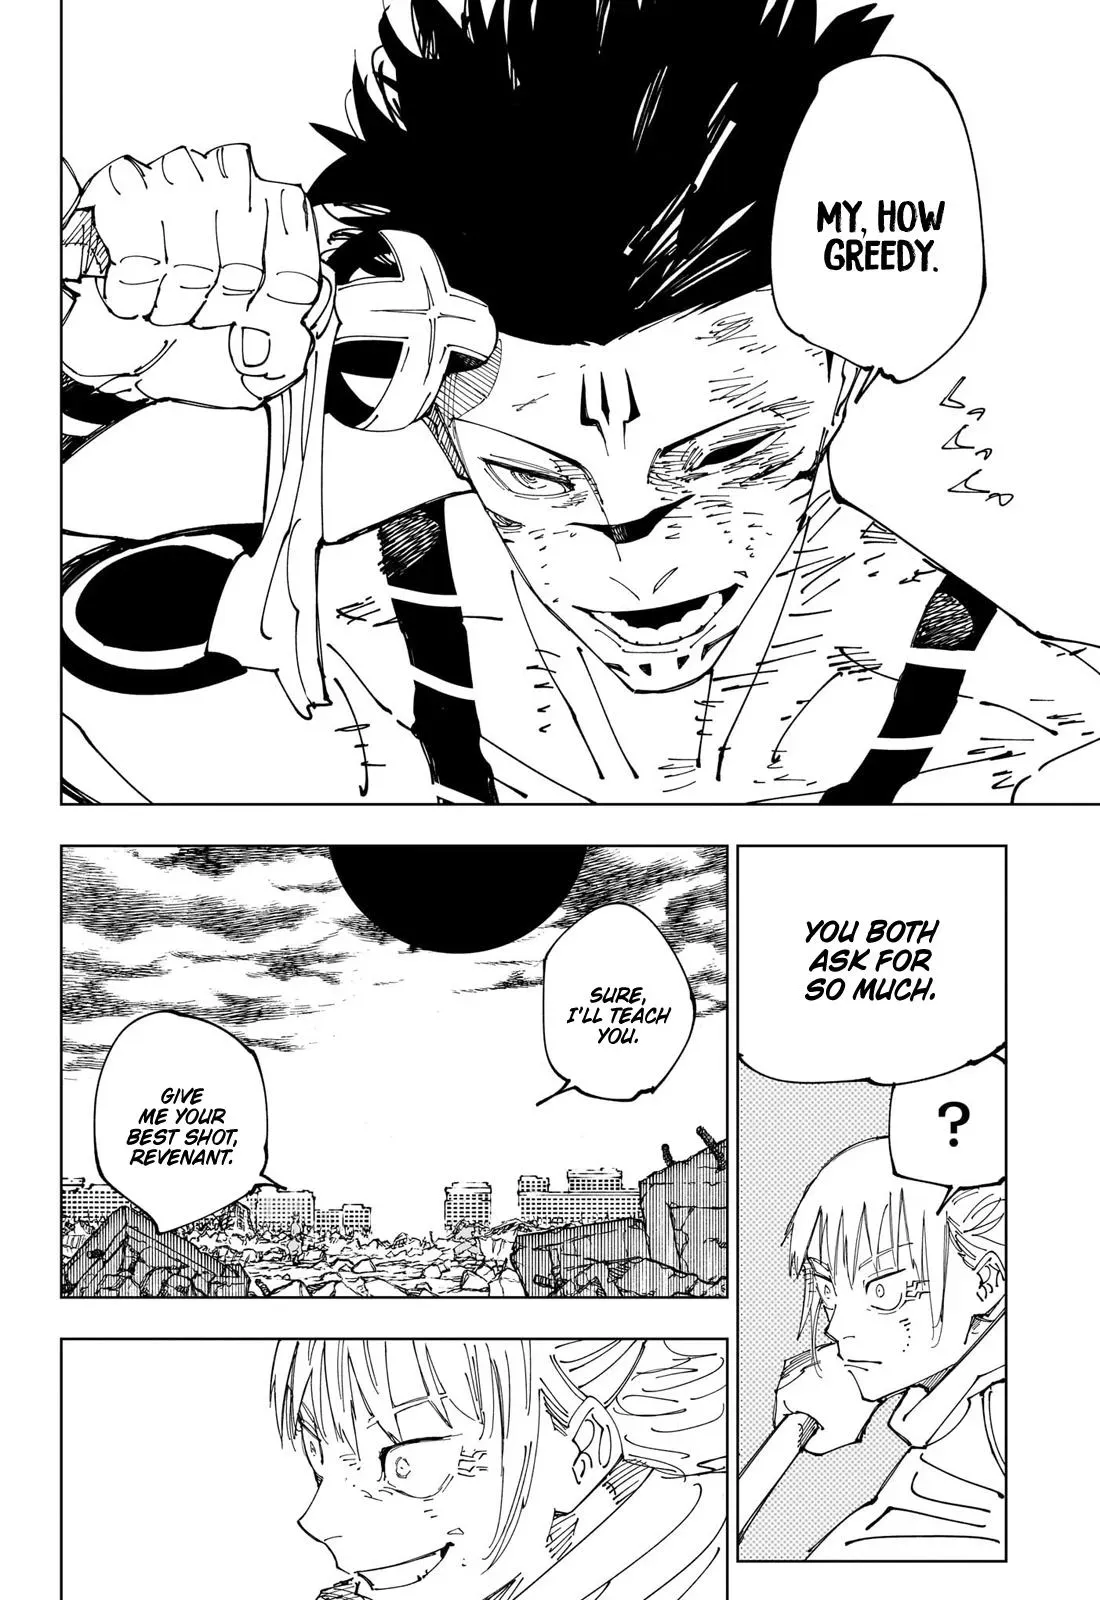 MY, HOW
GREEDY.
YOU BOTH
ASK FOR
SO MUCH.
?
SURE,
I'LL TEACH
YOU.
GIVE
ME YOUR
BEST SHOT,
REVENANT.